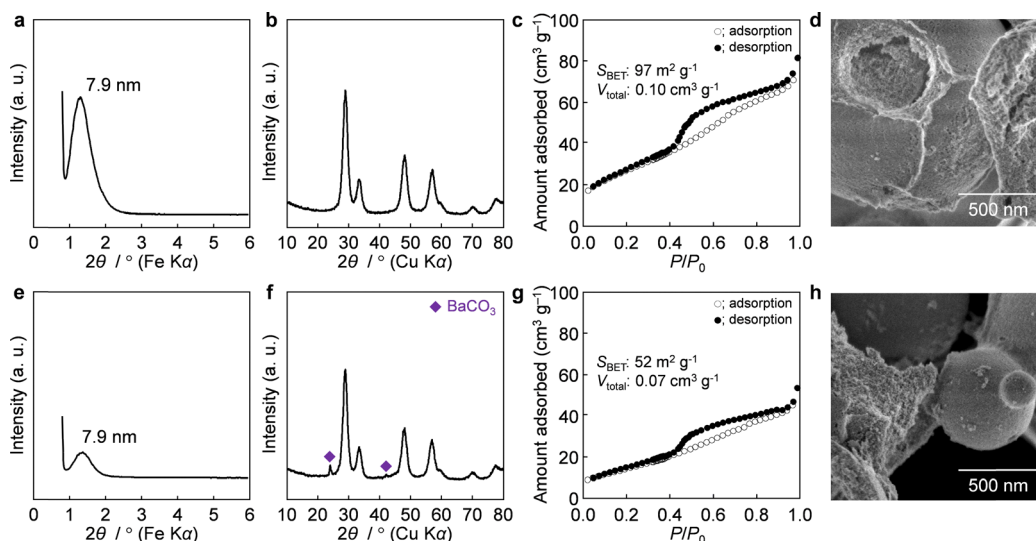 a
Intensity (a. u.)
7.9 nm
0 1 2 3 4 5 6
2θ / ° (Fe Kα)
b
Intensity (a. u.)
10 20 30 40 50 60 70 80
2θ / ° (Cu Kα)
c
Amount adsorbed (cm³ g⁻¹)
100
80
60
40
20
0
○; adsorption
●; desorption
S_BET: 97 m² g⁻¹
V_total: 0.10 cm³ g⁻¹
0.0 0.2 0.4 0.6 0.8 1.0
P/P₀
d
500 nm
e
Intensity (a. u.)
7.9 nm
0 1 2 3 4 5 6
2θ / ° (Fe Kα)
f
Intensity (a. u.)
◆ BaCO₃
10 20 30 40 50 60 70 80
2θ / ° (Cu Kα)
g
Amount adsorbed (cm³ g⁻¹)
100
80
60
40
20
0
○; adsorption
●; desorption
S_BET: 52 m² g⁻¹
V_total: 0.07 cm³ g⁻¹
0.0 0.2 0.4 0.6 0.8 1.0
P/P₀
h
500 nm